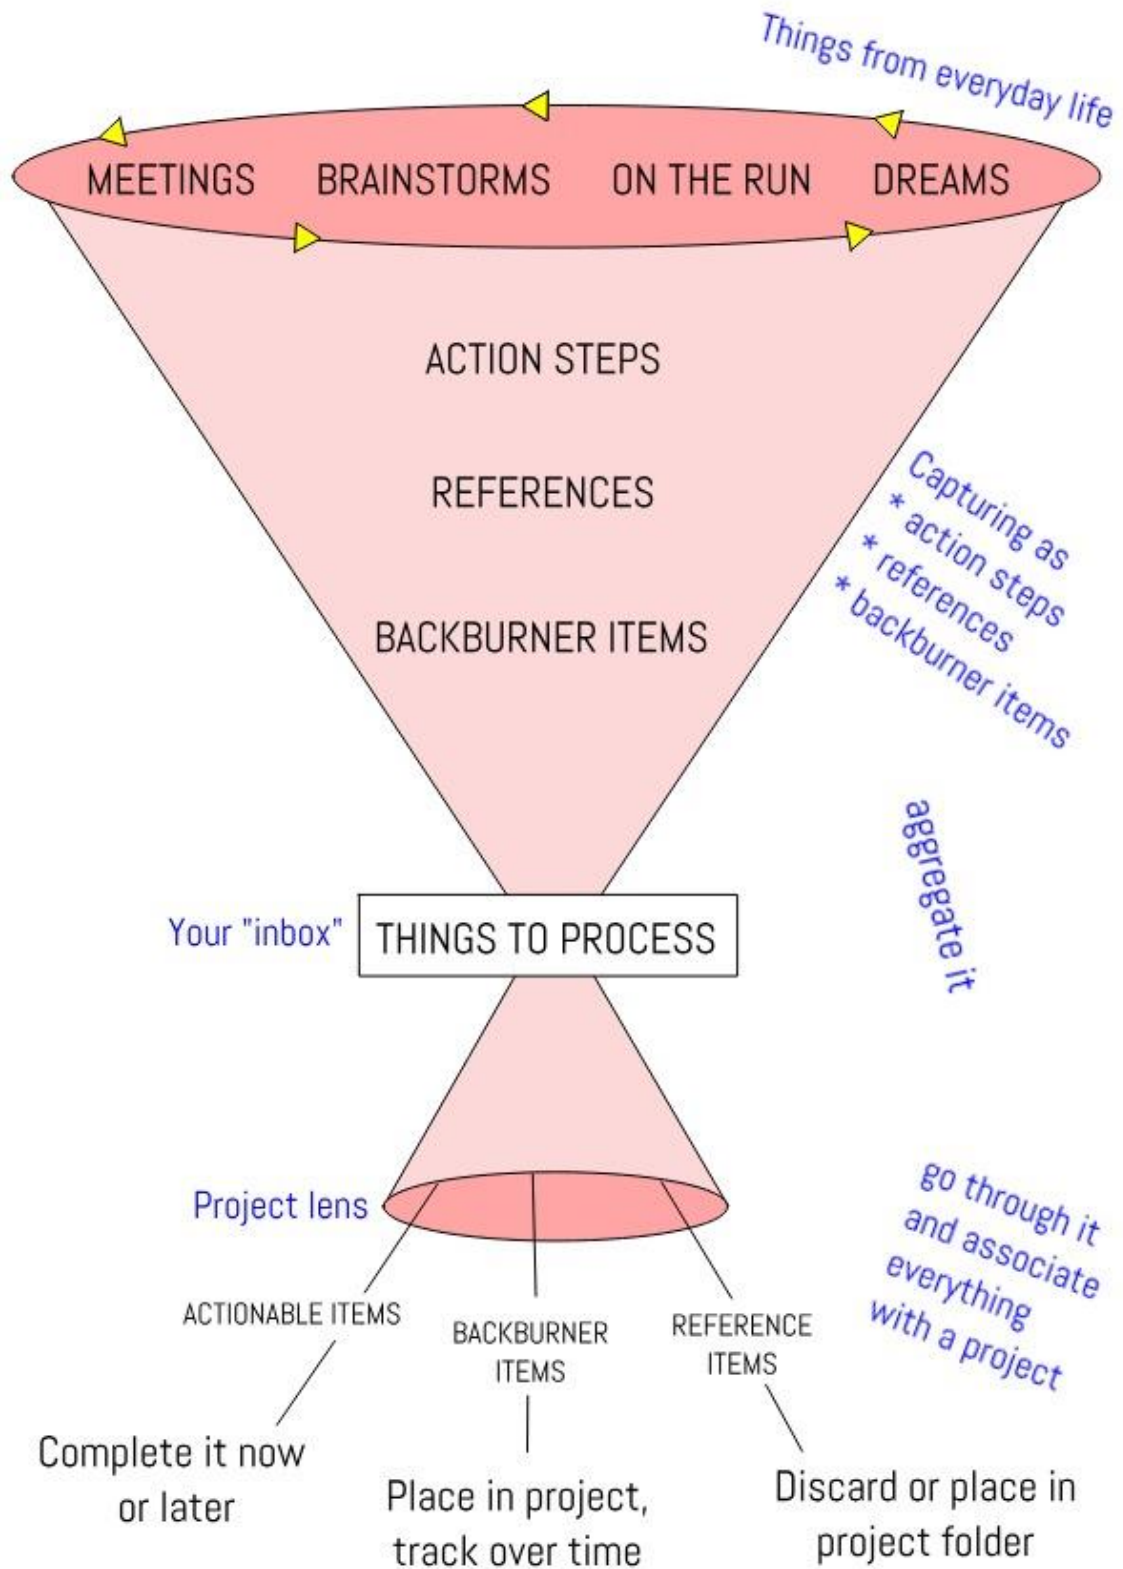 Things from everyday life
MEETINGS BRAINSTORMS ON THE RUN DREAMS
ACTION STEPS
REFERENCES
BACKBURNER ITEMS
Capturing as
* action steps
* references
* backburner items
aggregate it
Your "inbox"
THINGS TO PROCESS
Project lens
go through it
and associate
everything
with a project
ACTIONABLE ITEMS
BACKBURNER
ITEMS
REFERENCE
ITEMS
Complete it now
or later
Place in project,
track over time
Discard or place in
project folder